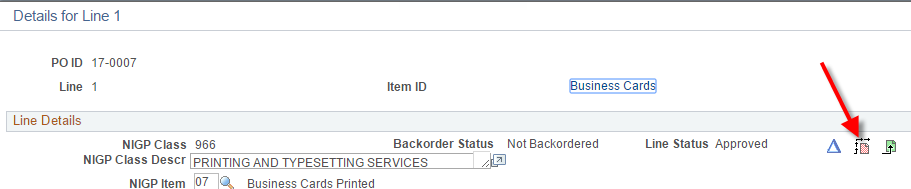 Details for Line 1
PO ID 17-0007
Line 1 Item ID Business Cards
Line Details
NIGP Class 966 Backorder Status Not Backordered Line Status Approved
NIGP Class Descr PRINTING AND TYPESETTING SERVICES
NIGP Item 07 Business Cards Printed